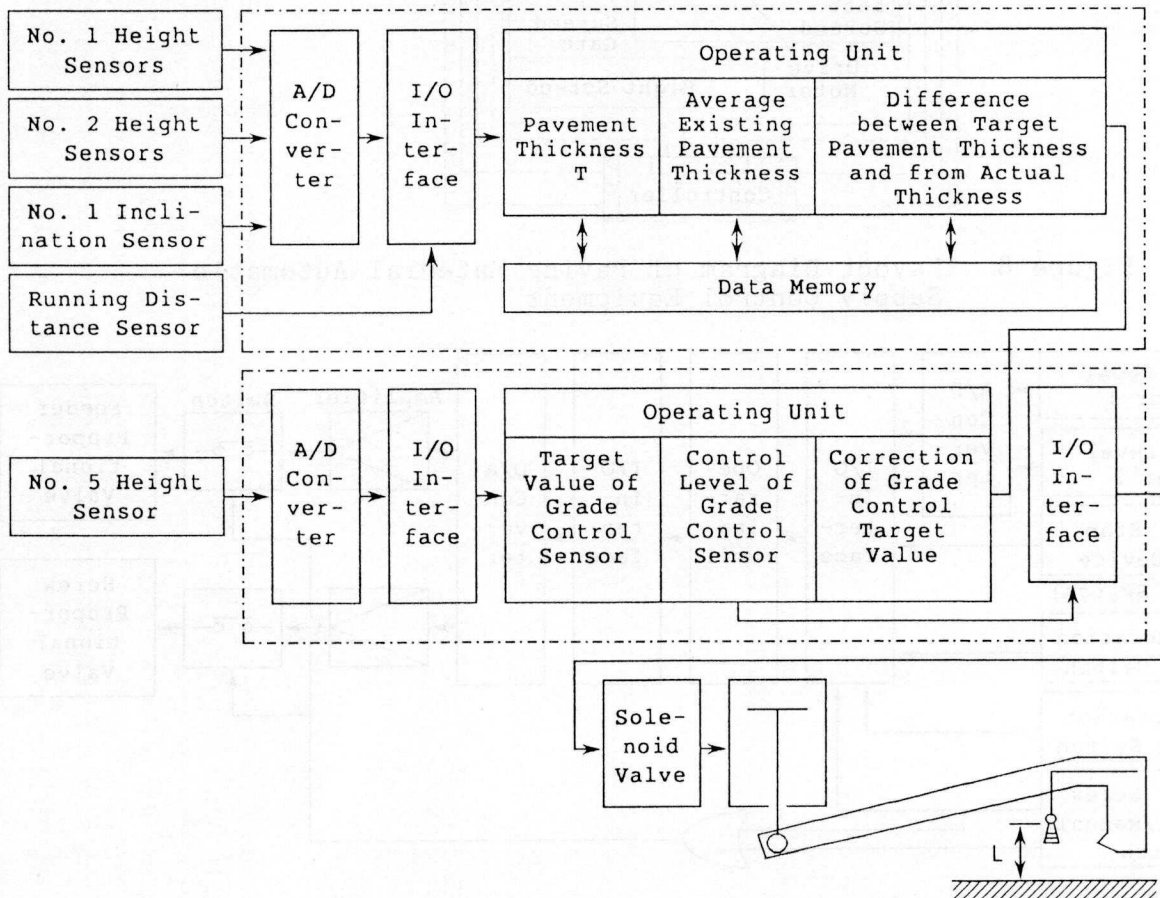 No. 1 Height
Sensors
No. 2 Height
Sensors
No. 1 Incli-
nation Sensor
Running Dis-
tance Sensor
A/D
Con-
ver-
ter
I/O
In-
ter-
face
Operating Unit
Pavement
Thickness
T
Average
Existing
Pavement
Thickness
Difference
between Target
Pavement Thickness
and from Actual
Thickness
Data Memory
No. 5 Height
Sensor
A/D
Con-
ver-
ter
I/O
In-
ter-
face
Operating Unit
Target
Value of
Grade
Control
Sensor
Control
Level of
Grade
Control
Sensor
Correction
of Grade
Control
Target
Value
I/O
In-
ter-
face
Sole-
noid
Valve
L